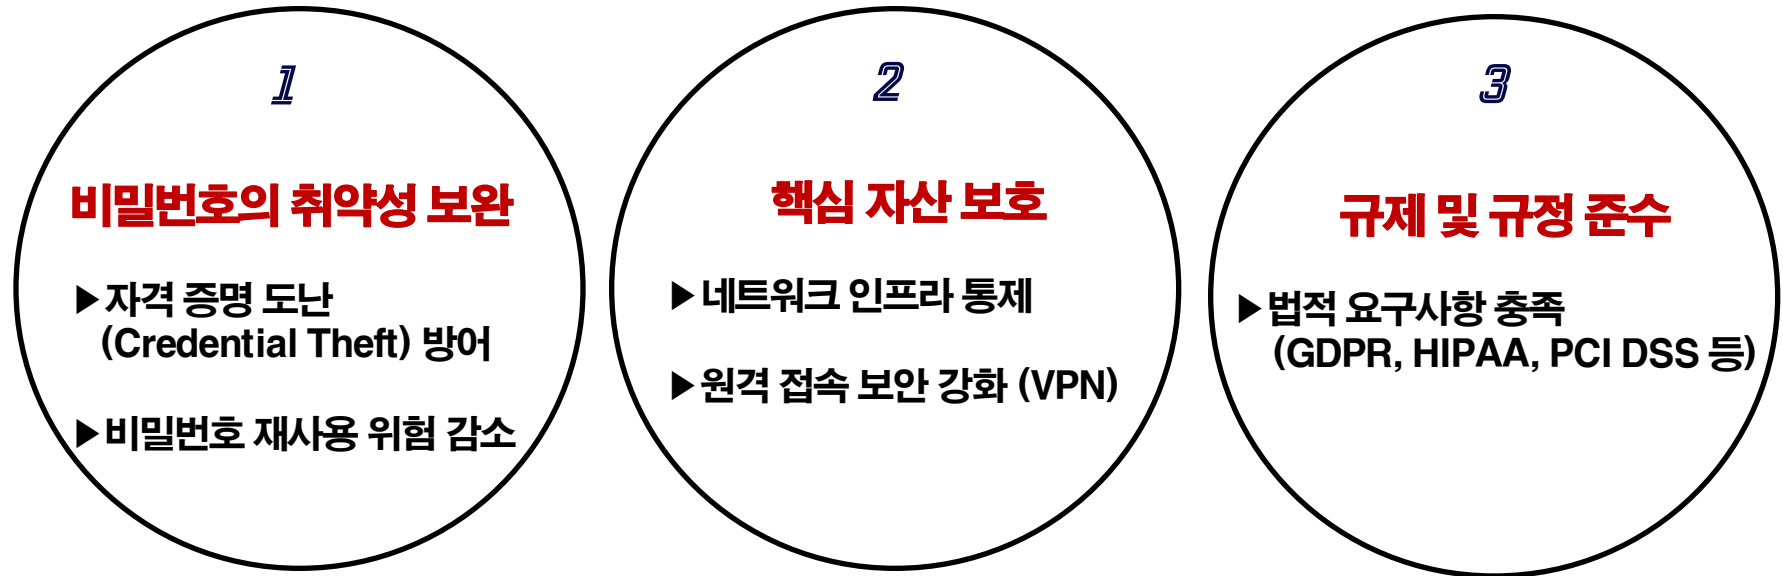 1
비밀번호의 취약성 보완
▶자격 증명 도난
(Credential Theft) 방어
▶비밀번호 재사용 위험 감소
2
핵심 자산 보호
▶네트워크 인프라 통제
▶원격 접속 보안 강화 (VPN)
3
규제 및 규정 준수
▶법적 요구사항 충족
(GDPR, HIPAA, PCI DSS 등)